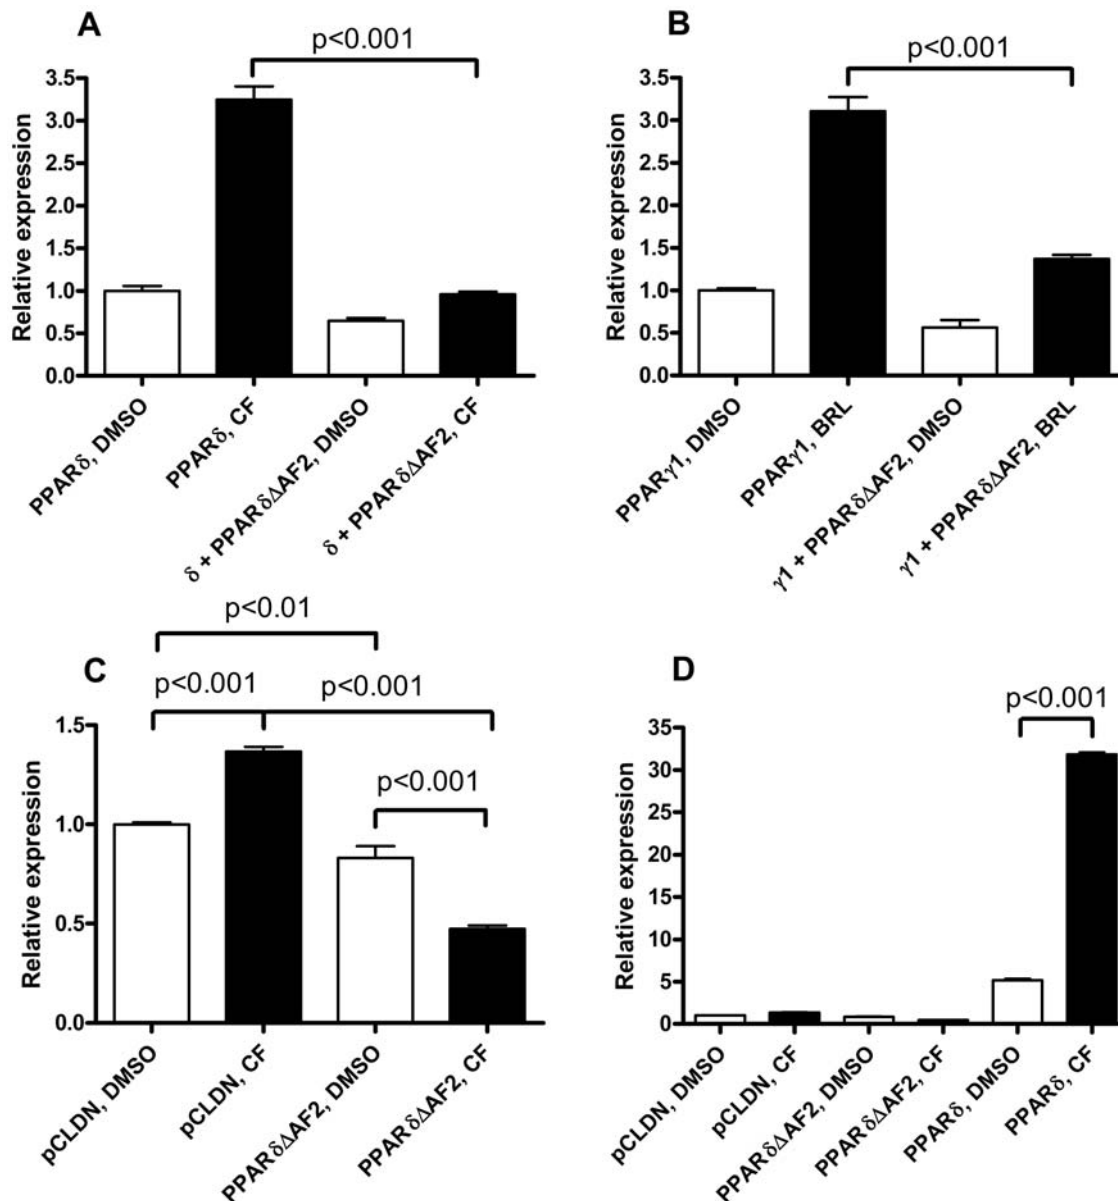 A
p<0.001
Relative expression
3.5
3.0
2.5
2.0
1.5
1.0
0.5
0.0
PPARδ, DMSO
PPARδ, CF
δ + PPARδΔAF2, DMSO
δ + PPARδΔAF2, CF
B
p<0.001
Relative expression
3.5
3.0
2.5
2.0
1.5
1.0
0.5
0.0
PPARγ1, DMSO
PPARγ1, BRL
γ1 + PPARδΔAF2, DMSO
γ1 + PPARδΔAF2, BRL
C
p<0.01
p<0.001
p<0.001
p<0.001
Relative expression
1.5
1.0
0.5
0.0
pCLDN, DMSO
pCLDN, CF
PPARδΔAF2, DMSO
PPARδΔAF2, CF
D
p<0.001
Relative expression
35
30
25
20
15
10
5
0
pCLDN, DMSO
pCLDN, CF
PPARδΔAF2, DMSO
PPARδΔAF2, CF
PPARδ, DMSO
PPARδ, CF